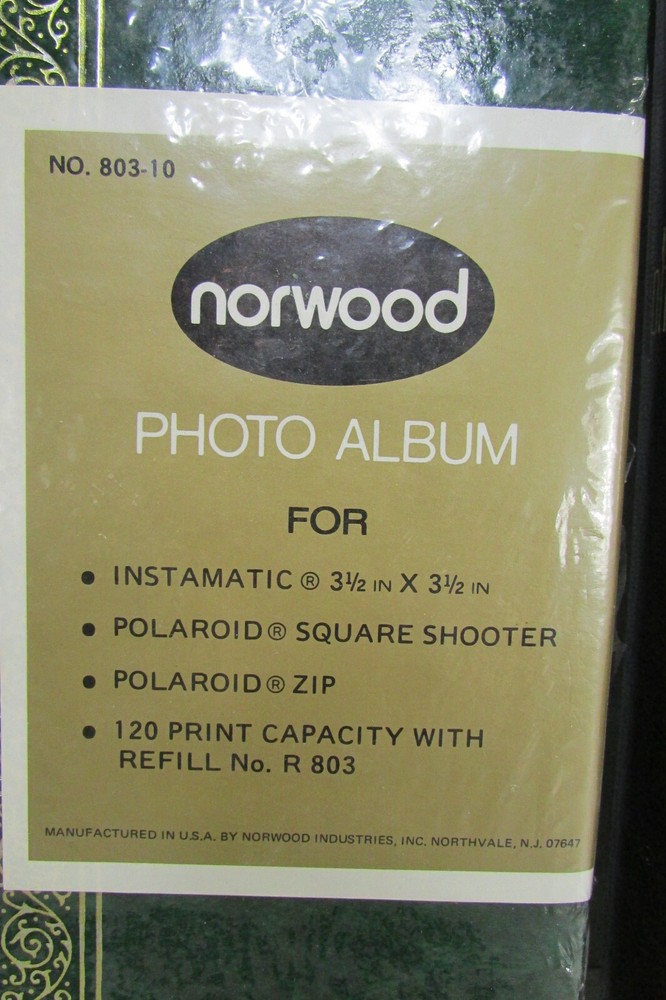 NO. 803-10
norwood
PHOTO ALBUM
FOR
• INSTAMATIC ® 3½ IN X 3½ IN
• POLAROID ® SQUARE SHOOTER
• POLAROID ® ZIP
• 120 PRINT CAPACITY WITH
REFILL No. R 803
MANUFACTURED IN U.S.A. BY NORWOOD INDUSTRIES, INC. NORTHVALE, N.J. 07647